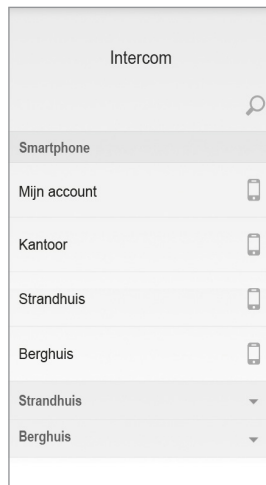 Intercom
Smartphone
Mijn account
Kantoor
Strandhuis
Berghuis
Strandhuis
Berghuis